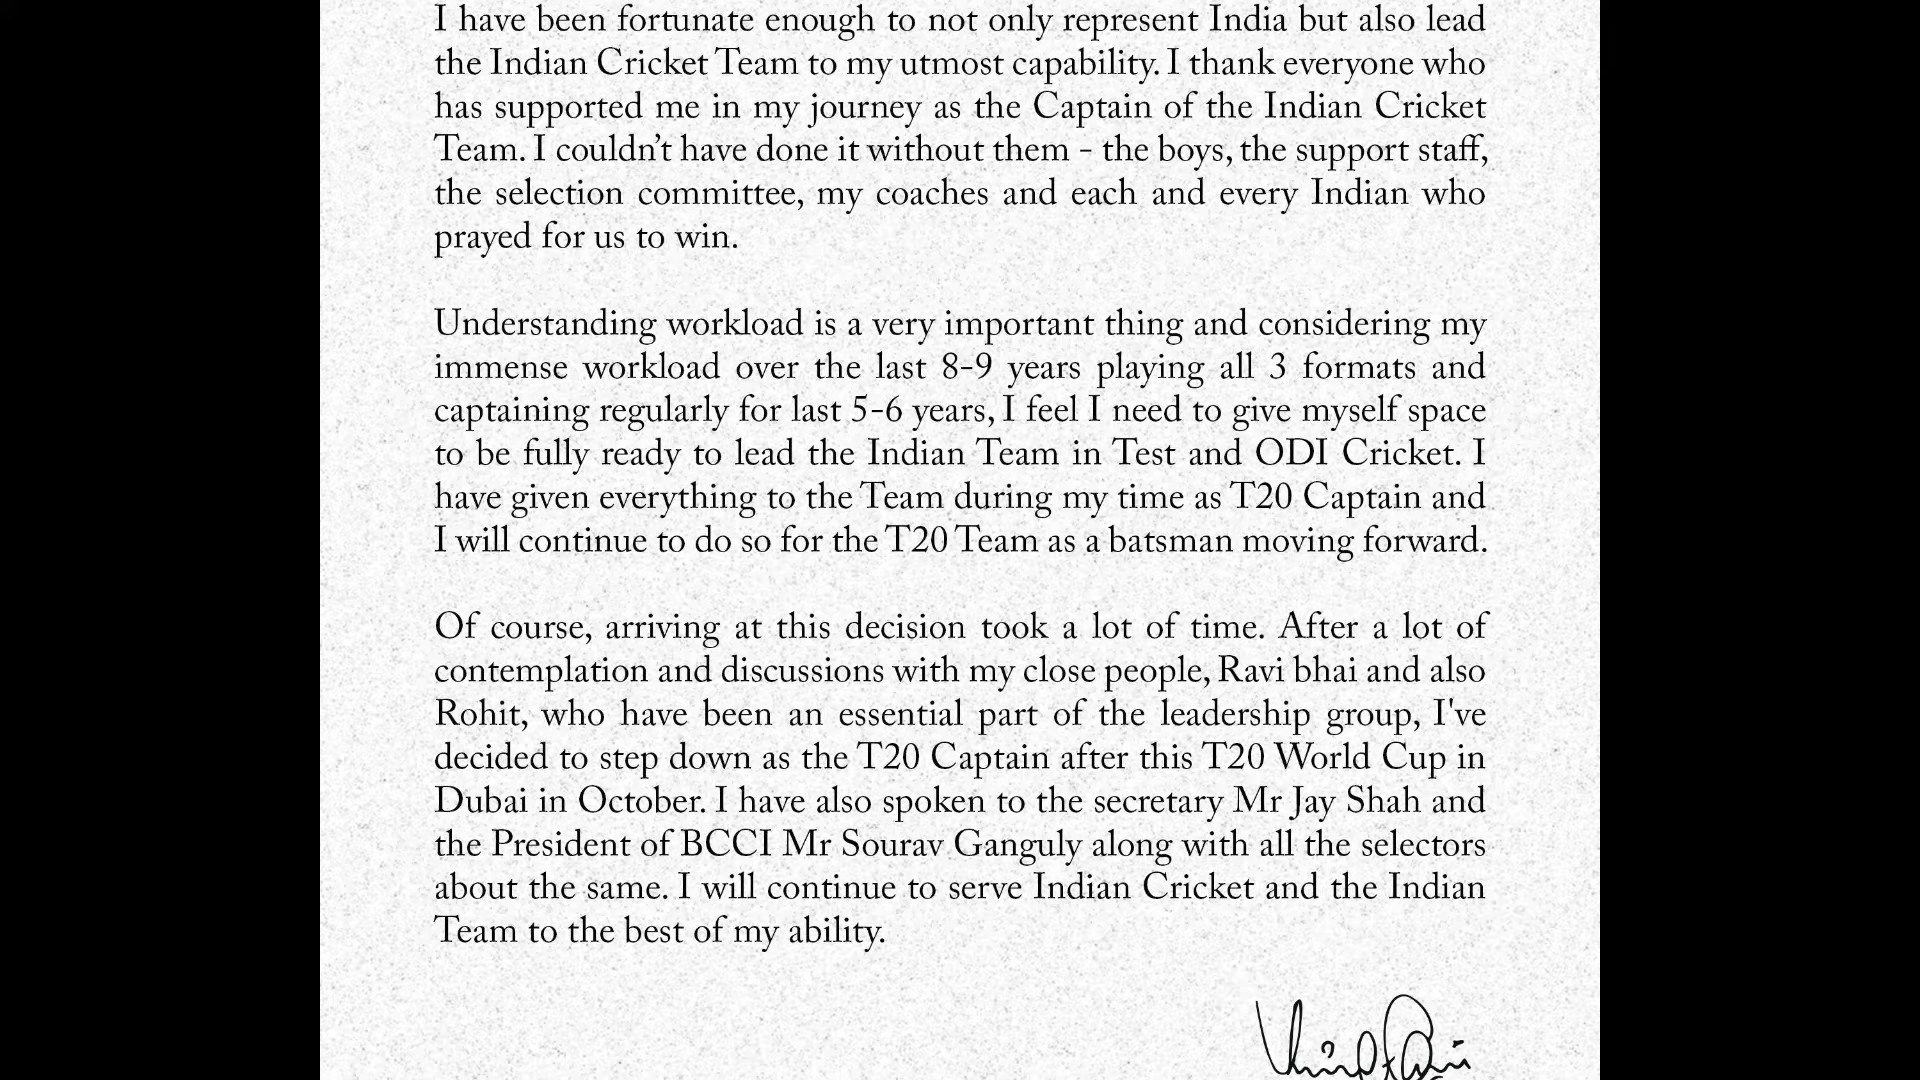 I have been fortunate enough to not only represent India but also lead
the Indian Cricket Team to my utmost capability. I thank everyone who
has supported me in my journey as the Captain of the Indian Cricket
Team. I couldn’t have done it without them - the boys, the support staff,
the selection committee, my coaches and each and every Indian who
prayed for us to win.
Understanding workload is a very important thing and considering my
immense workload over the last 8-9 years playing all 3 formats and
captaining regularly for last 5-6 years, I feel I need to give myself space
to be fully ready to lead the Indian Team in Test and ODI Cricket. I
have given everything to the Team during my time as T20 Captain and
I will continue to do so for the T20 Team as a batsman moving forward.
Of course, arriving at this decision took a lot of time. After a lot of
contemplation and discussions with my close people, Ravi bhai and also
Rohit, who have been an essential part of the leadership group, I've
decided to step down as the T20 Captain after this T20 World Cup in
Dubai in October. I have also spoken to the secretary Mr Jay Shah and
the President of BCCI Mr Sourav Ganguly along with all the selectors
about the same. I will continue to serve Indian Cricket and the Indian
Team to the best of my ability.